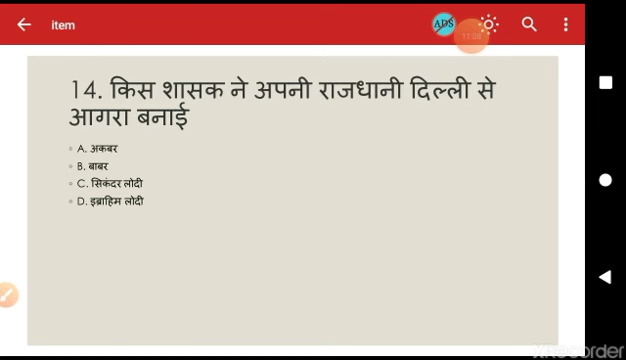 item
ADS
14. किस शासक ने अपनी राजधानी दिल्ली से
आगरा बनाई
A. अकबर
B. बाबर
C. सिकंदर लोदी
D. इब्राहिम लोदी